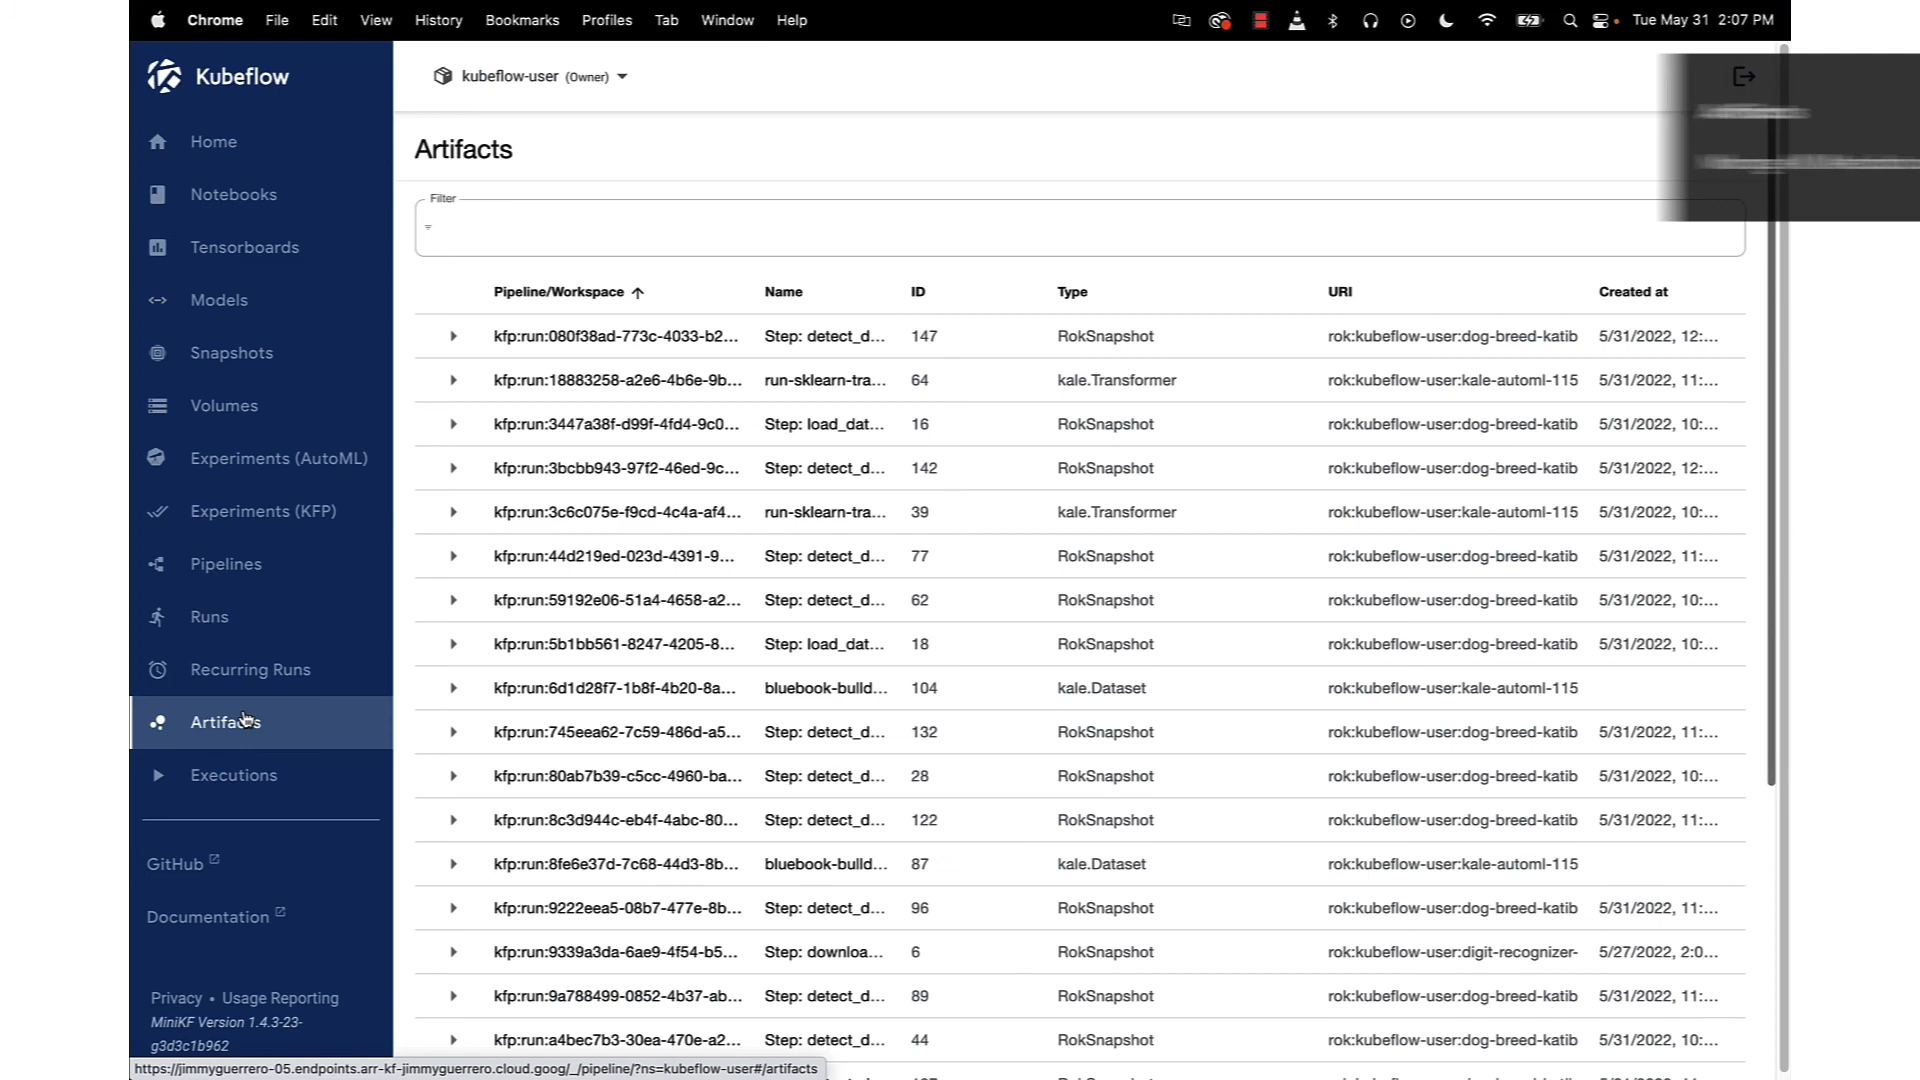 Chrome File Edit View History Bookmarks Profiles Tab Window Help Tue May 31 2:07 PM
Kubeflow
kubeflow-user (Owner)
Home
Notebooks
Tensorboards
Models
Snapshots
Volumes
Experiments (AutoML)
Experiments (KFP)
Pipelines
Runs
Recurring Runs
Artifacts
Executions
GitHub
Documentation
Privacy • Usage Reporting
MiniKF Version 1.4.3-23-
g3d3c1b962
Artifacts
Filter
Pipeline/Workspace Name ID Type URI Created at
kfp:run:080f38ad-773c-4033-b2... Step: detect_d... 147 RokSnapshot rok:kubeflow-user:dog-breed-katib 5/31/2022, 12:...
kfp:run:18883258-a2e6-4b6e-9b... run-sklearn-tra... 64 kale.Transformer rok:kubeflow-user:kale-automl-115 5/31/2022, 11:...
kfp:run:3447a38f-d99f-4fd4-9c0... Step: load_dat... 16 RokSnapshot rok:kubeflow-user:dog-breed-katib 5/31/2022, 10:...
kfp:run:3bcbb943-97f2-46ed-9c... Step: detect_d... 142 RokSnapshot rok:kubeflow-user:dog-breed-katib 5/31/2022, 12:...
kfp:run:3c6c075e-f9cd-4c4a-af4... run-sklearn-tra... 39 kale.Transformer rok:kubeflow-user:kale-automl-115 5/31/2022, 10:...
kfp:run:44d219ed-023d-4391-9... Step: detect_d... 77 RokSnapshot rok:kubeflow-user:dog-breed-katib 5/31/2022, 11:...
kfp:run:59192e06-51a4-4658-a2... Step: detect_d... 62 RokSnapshot rok:kubeflow-user:dog-breed-katib 5/31/2022, 10:...
kfp:run:5b1bb561-8247-4205-8... Step: load_dat... 18 RokSnapshot rok:kubeflow-user:dog-breed-katib 5/31/2022, 10:...
kfp:run:6d1d28f7-1b8f-4b20-8a... bluebook-bulld... 104 kale.Dataset rok:kubeflow-user:kale-automl-115
kfp:run:745eea62-7c59-486d-a5... Step: detect_d... 132 RokSnapshot rok:kubeflow-user:dog-breed-katib 5/31/2022, 11:...
kfp:run:80ab7b39-c5cc-4960-ba... Step: detect_d... 28 RokSnapshot rok:kubeflow-user:dog-breed-katib 5/31/2022, 10:...
kfp:run:8c3d944c-eb4f-4abc-80... Step: detect_d... 122 RokSnapshot rok:kubeflow-user:dog-breed-katib 5/31/2022, 11:...
kfp:run:8fe6e37d-7c68-44d3-8b... bluebook-bulld... 87 kale.Dataset rok:kubeflow-user:kale-automl-115
kfp:run:9222eea5-08b7-477e-8b... Step: detect_d... 96 RokSnapshot rok:kubeflow-user:dog-breed-katib 5/31/2022, 11:...
kfp:run:9339a3da-6ae9-4f54-b5... Step: downloa... 6 RokSnapshot rok:kubeflow-user:digit-recognizer- 5/27/2022, 2:0...
kfp:run:9a788499-0852-4b37-ab... Step: detect_d... 89 RokSnapshot rok:kubeflow-user:dog-breed-katib 5/31/2022, 11:...
kfp:run:a4bec7b3-30ea-470e-a2... Step: detect_d... 44 RokSnapshot rok:kubeflow-user:dog-breed-katib 5/31/2022, 10:...
https://jimmyguerrero-05.endpoints.arr-kf-jimmyguerrero.cloud.goog/_/pipeline/?ns=kubeflow-user#/artifacts